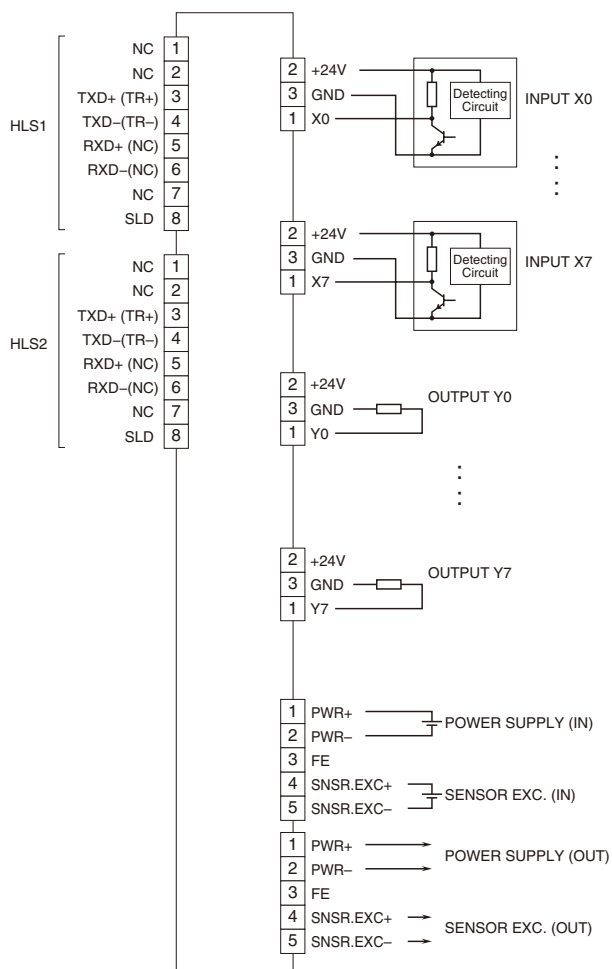 HLS1
NC 1
NC 2
TXD+ (TR+) 3
TXD–(TR–) 4
RXD+ (NC) 5
RXD–(NC) 6
NC 7
SLD 8
HLS2
NC 1
NC 2
TXD+ (TR+) 3
TXD–(TR–) 4
RXD+ (NC) 5
RXD–(NC) 6
NC 7
SLD 8
2 +24V
3 GND
1 X0
Detecting
Circuit
INPUT X0
2 +24V
3 GND
1 X7
Detecting
Circuit
INPUT X7
2 +24V
3 GND
1 Y0
OUTPUT Y0
2 +24V
3 GND
1 Y7
OUTPUT Y7
1 PWR+
2 PWR–
POWER SUPPLY (IN)
3 FE
4 SNSR.EXC+
5 SNSR.EXC–
SENSOR EXC. (IN)
1 PWR+
2 PWR–
POWER SUPPLY (OUT)
3 FE
4 SNSR.EXC+
5 SNSR.EXC–
SENSOR EXC. (OUT)